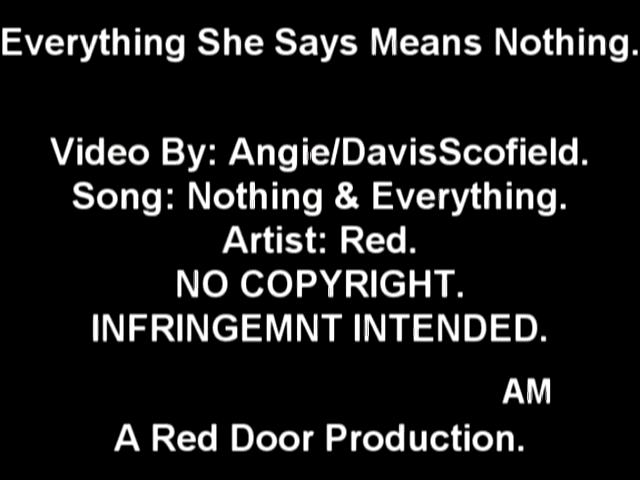 Everything She Says Means Nothing.
Video By: Angie/DavisScofield.
Song: Nothing & Everything.
Artist: Red.
NO COPYRIGHT.
INFRINGEMNT INTENDED.
AM
A Red Door Production.